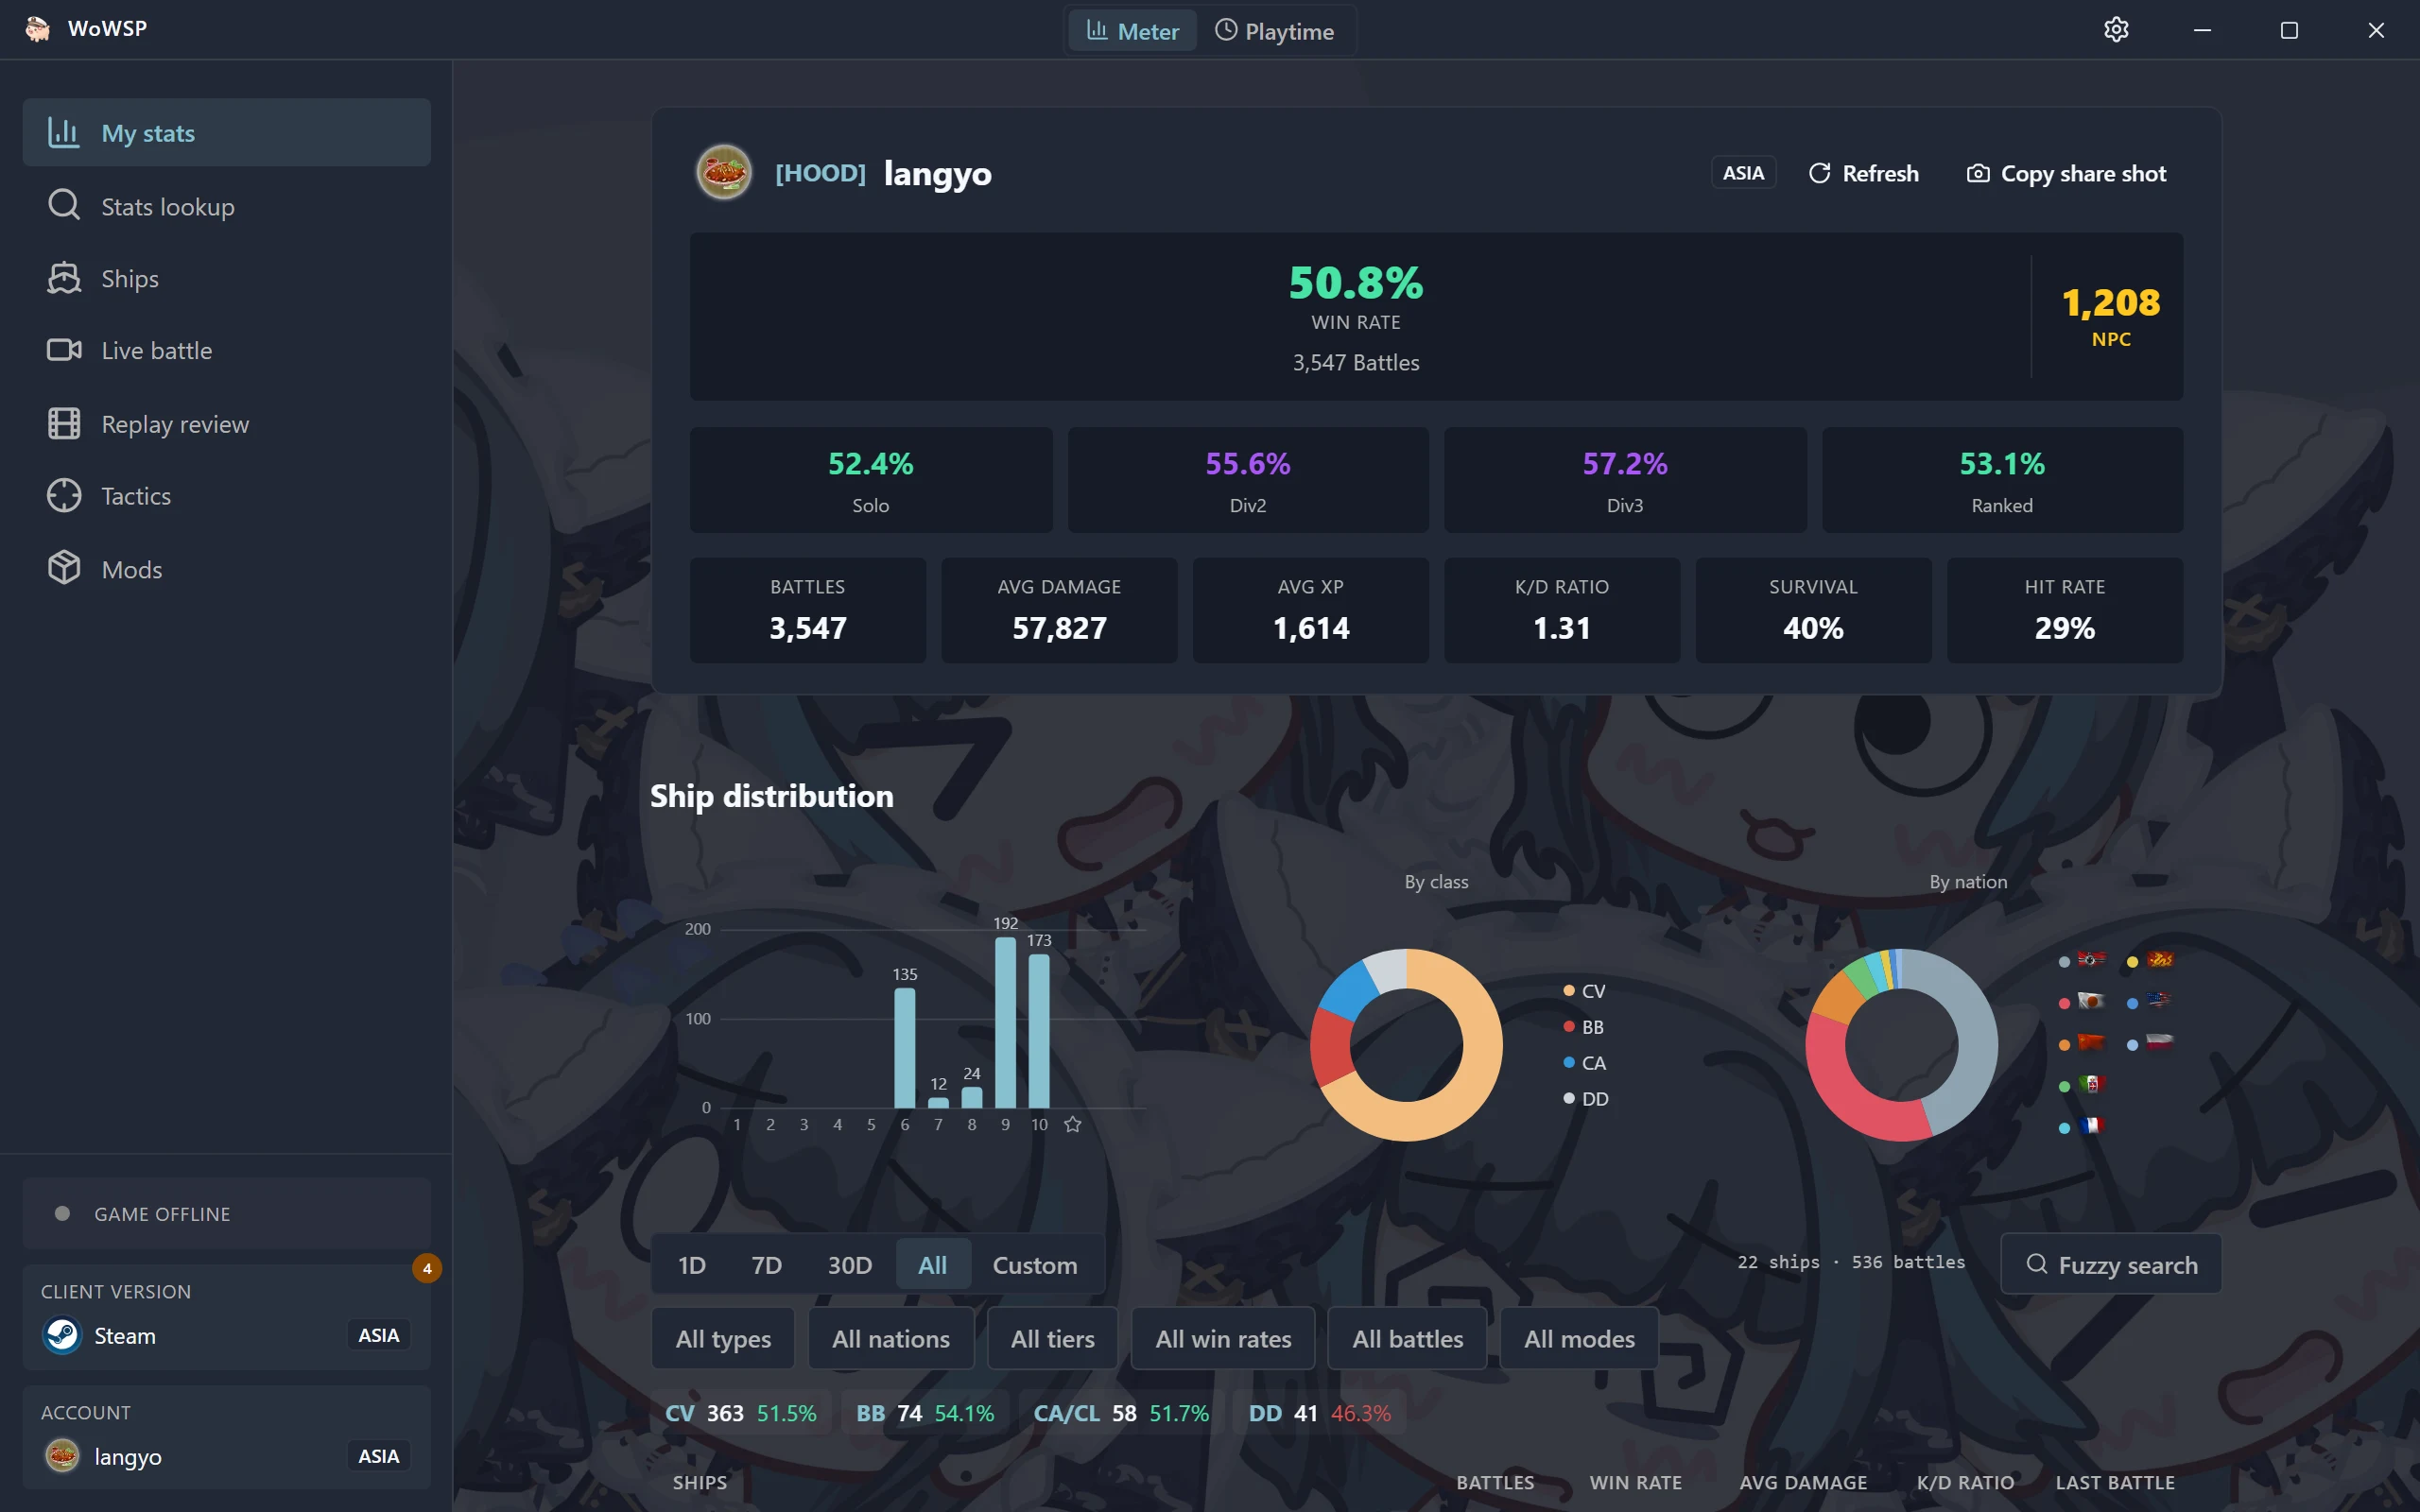 WoWSP
Meter
Playtime
My stats
Stats lookup
Ships
Live battle
Replay review
Tactics
Mods
GAME OFFLINE
4
CLIENT VERSION
Steam ASIA
ACCOUNT
langyo ASIA
[HOOD] langyo
ASIA
Refresh
Copy share shot
50.8%
WIN RATE
3,547 Battles
1,208
NPC
52.4%
Solo
55.6%
Div2
57.2%
Div3
53.1%
Ranked
BATTLES
3,547
AVG DAMAGE
57,827
AVG XP
1,614
K/D RATIO
1.31
SURVIVAL
40%
HIT RATE
29%
Ship distribution
200
100
0
135
12
24
192
173
1 2 3 4 5 6 7 8 9 10
By class
CV
BB
CA
DD
By nation
1D 7D 30D All Custom
22 ships · 536 battles
Fuzzy search
All types All nations All tiers All win rates All battles All modes
CV 363 51.5% BB 74 54.1% CA/CL 58 51.7% DD 41 46.3%
SHIPS BATTLES WIN RATE AVG DAMAGE K/D RATIO LAST BATTLE